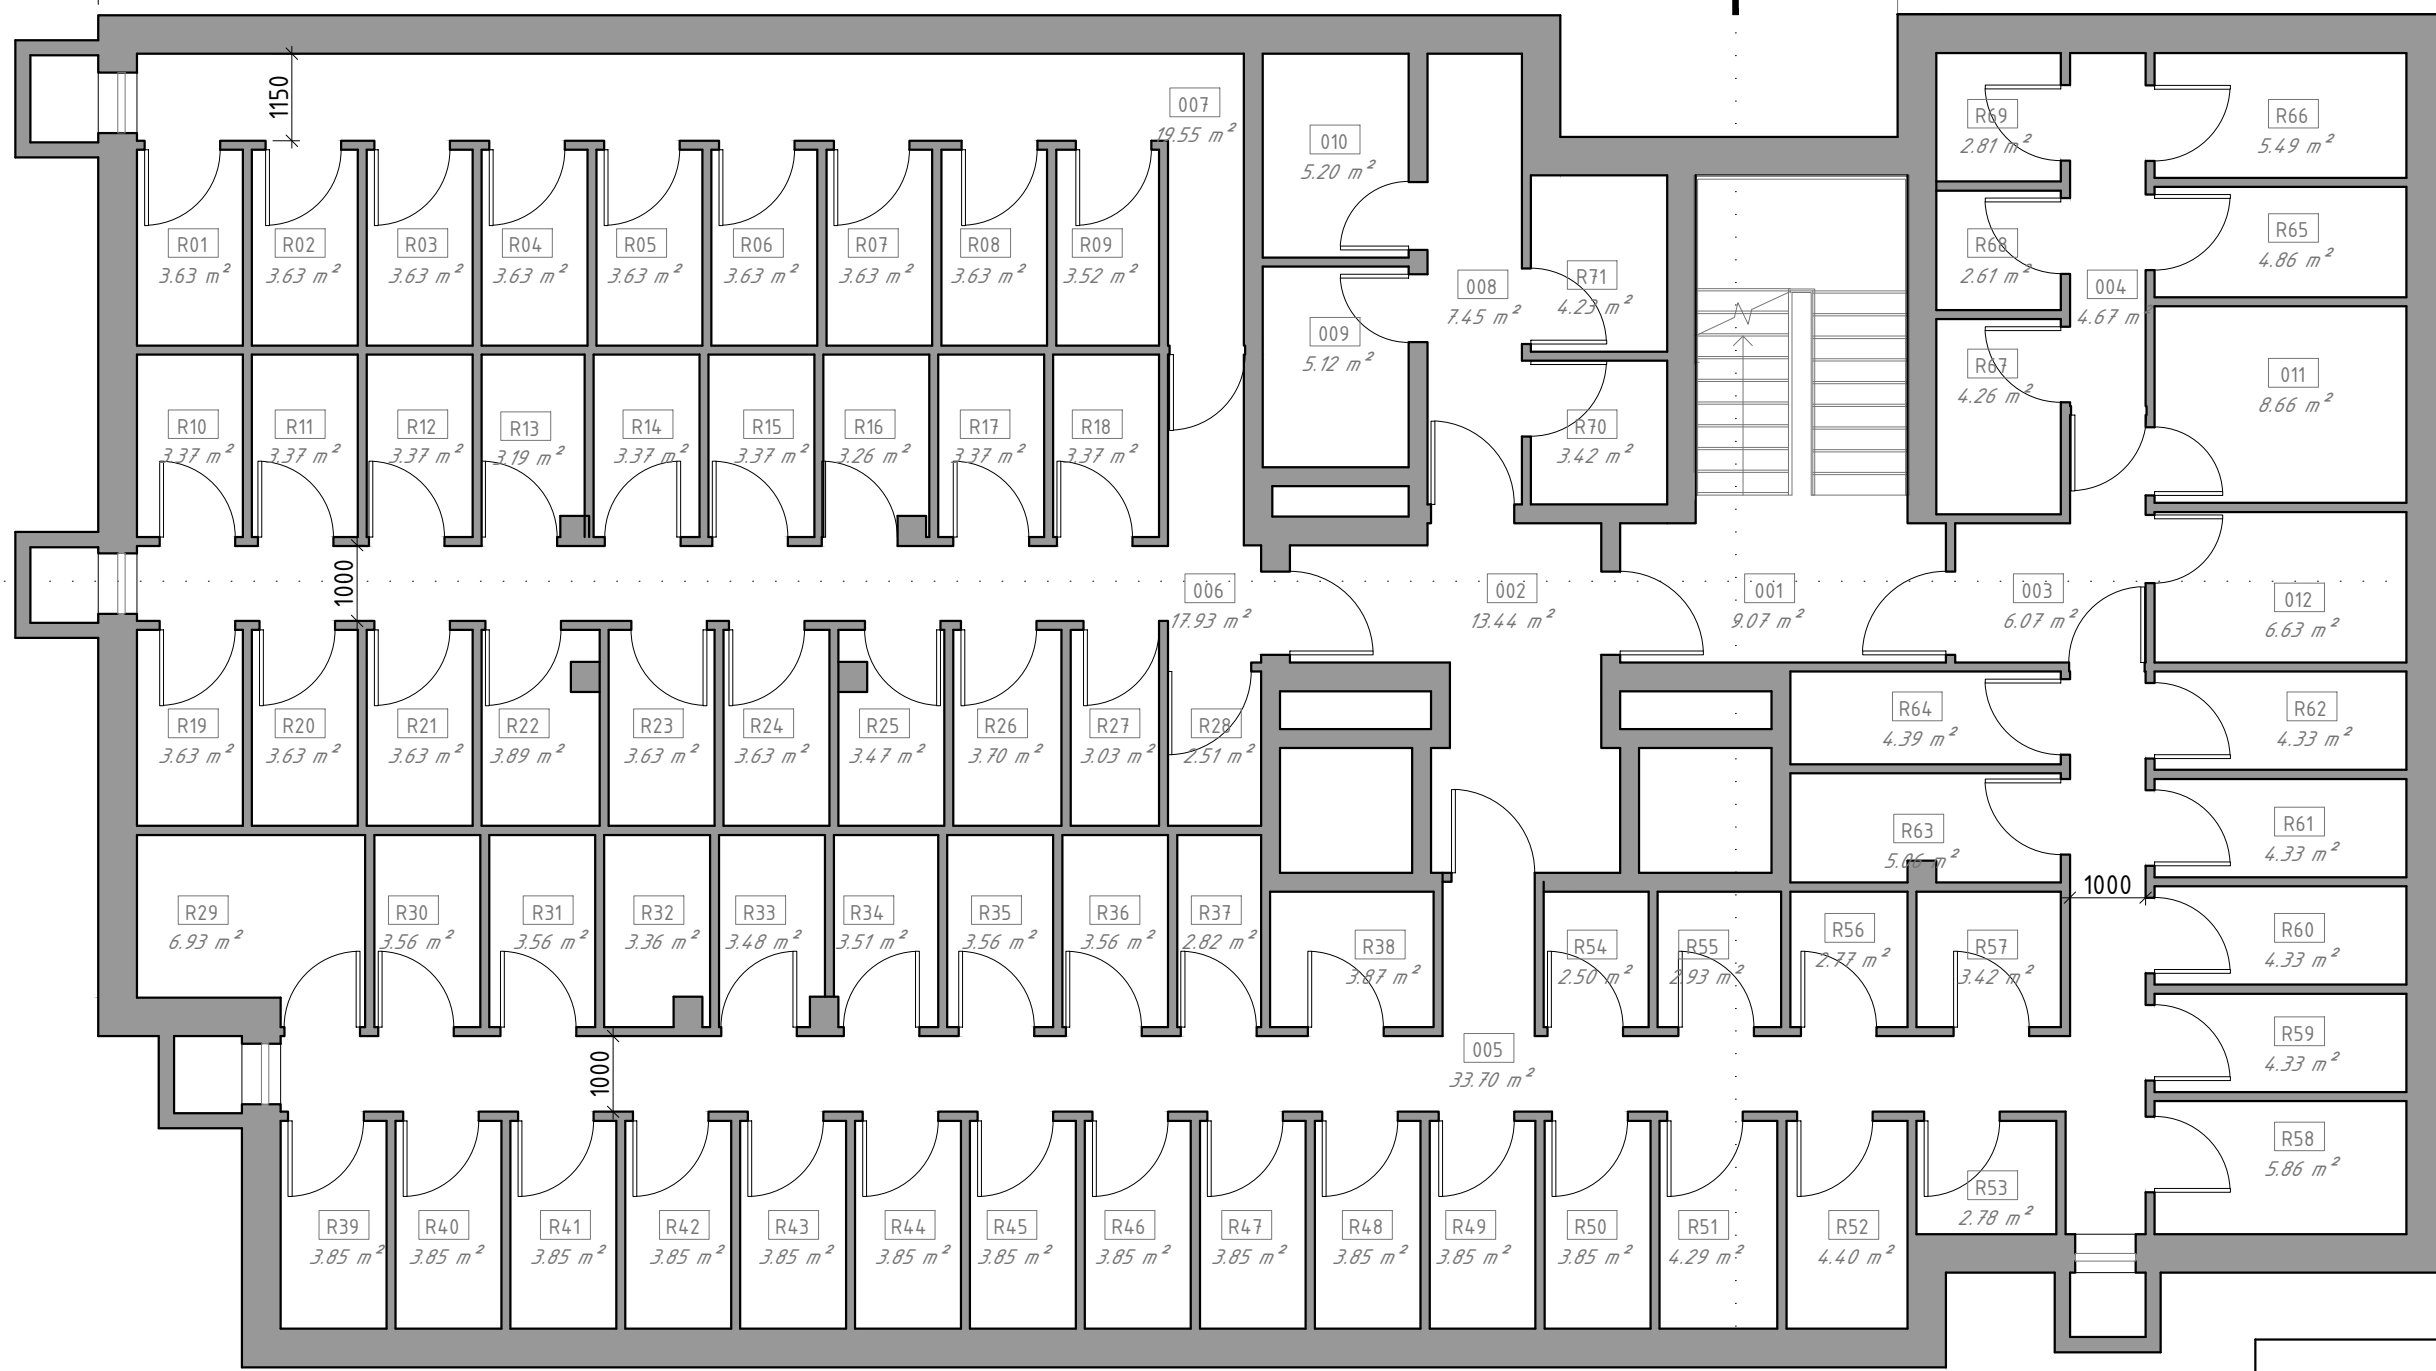 1150
007
19.55 m²
010
5.20 m²
R69
2.81 m²
R66
5.49 m²
R01
3.63 m²
R02
3.63 m²
R03
3.63 m²
R04
3.63 m²
R05
3.63 m²
R06
3.63 m²
R07
3.63 m²
R08
3.63 m²
R09
3.52 m²
008
7.45 m²
R71
4.23 m²
R68
2.61 m²
004
4.67 m
R65
4.86 m²
009
5.12 m²
R67
4.26 m²
011
8.66 m²
R10
3.37 m²
R11
3.37 m²
R12
3.37 m²
R13
3.19 m²
R14
3.37 m²
R15
3.37 m²
R16
3.26 m²
R17
3.37 m²
R18
3.37 m²
R70
3.42 m²
1000
006
17.93 m²
002
13.44 m²
001
9.07 m²
003
6.07 m²
012
6.63 m²
R19
3.63 m²
R20
3.63 m²
R21
3.63 m²
R22
3.89 m²
R23
3.63 m²
R24
3.63 m²
R25
3.47 m²
R26
3.70 m²
R27
3.03 m²
R28
2.51 m²
R64
4.39 m²
R62
4.33 m²
R63
5.06 m²
R61
4.33 m²
1000
R29
6.93 m²
R30
3.56 m²
R31
3.56 m²
R32
3.36 m²
R33
3.48 m²
R34
3.51 m²
R35
3.56 m²
R36
3.56 m²
R37
2.82 m²
R38
3.87 m²
R54
2.50 m²
R55
2.93 m²
R56
2.77 m²
R57
3.42 m²
R60
4.33 m²
1000
005
33.70 m²
R59
4.33 m²
R58
5.86 m²
R39
3.85 m²
R40
3.85 m²
R41
3.85 m²
R42
3.85 m²
R43
3.85 m²
R44
3.85 m²
R45
3.85 m²
R46
3.85 m²
R47
3.85 m²
R48
3.85 m²
R49
3.85 m²
R50
3.85 m²
R51
4.29 m²
R52
4.40 m²
R53
2.78 m²